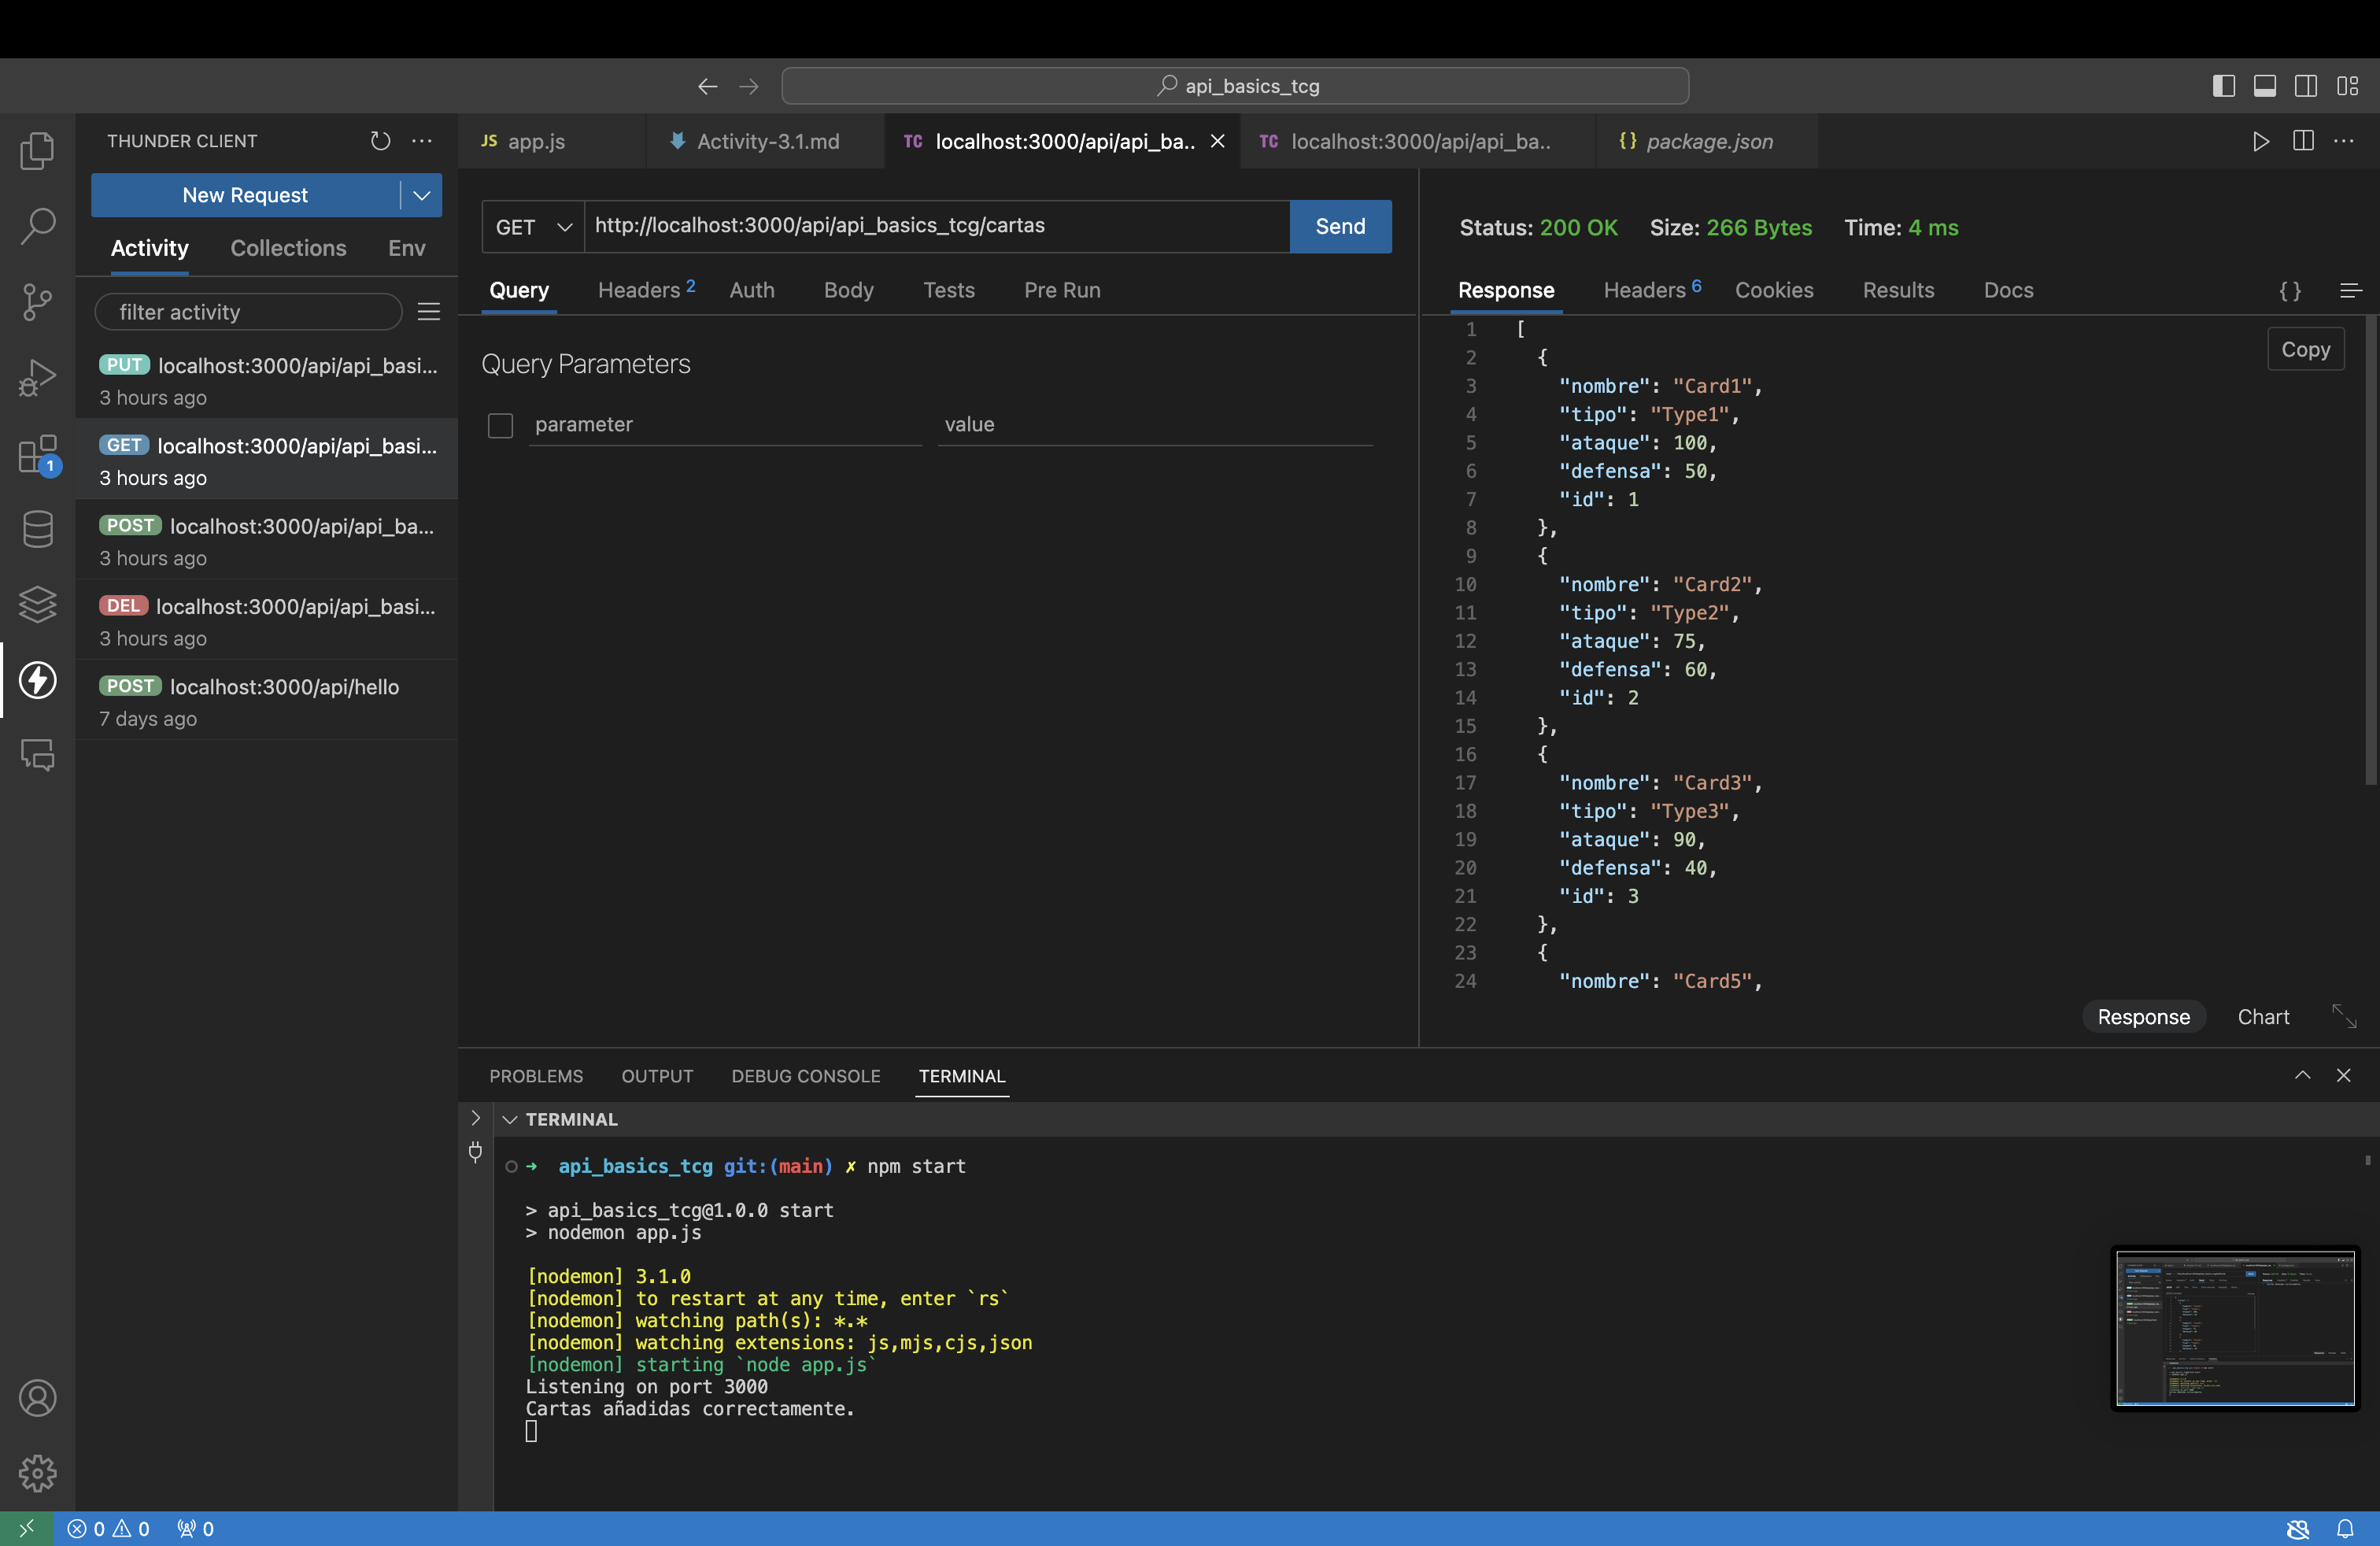 api_basics_tcg
THUNDER CLIENT
New Request
Activity Collections Env
filter activity
PUT localhost:3000/api/api_basi...
3 hours ago
GET localhost:3000/api/api_basi...
3 hours ago
POST localhost:3000/api/api_ba...
3 hours ago
DEL localhost:3000/api/api_basi...
3 hours ago
POST localhost:3000/api/hello
7 days ago
1
JS app.js
Activity-3.1.md
TC localhost:3000/api/api_ba..
TC localhost:3000/api/api_ba..
{} package.json
GET http://localhost:3000/api/api_basics_tcg/cartas Send
Query Headers 2 Auth Body Tests Pre Run
Query Parameters
parameter value
Status: 200 OK Size: 266 Bytes Time: 4 ms
Response Headers 6 Cookies Results Docs { }
Copy
1 [
2 {
3 "nombre": "Card1",
4 "tipo": "Type1",
5 "ataque": 100,
6 "defensa": 50,
7 "id": 1
8 },
9 {
10 "nombre": "Card2",
11 "tipo": "Type2",
12 "ataque": 75,
13 "defensa": 60,
14 "id": 2
15 },
16 {
17 "nombre": "Card3",
18 "tipo": "Type3",
19 "ataque": 90,
20 "defensa": 40,
21 "id": 3
22 },
23 {
24 "nombre": "Card5",
Response Chart
PROBLEMS OUTPUT DEBUG CONSOLE TERMINAL
TERMINAL
➜ api_basics_tcg git:(main) ✗ npm start
> api_basics_tcg@1.0.0 start
> nodemon app.js
[nodemon] 3.1.0
[nodemon] to restart at any time, enter `rs`
[nodemon] watching path(s): *.*
[nodemon] watching extensions: js,mjs,cjs,json
[nodemon] starting `node app.js`
Listening on port 3000
Cartas añadidas correctamente.
0 0 0